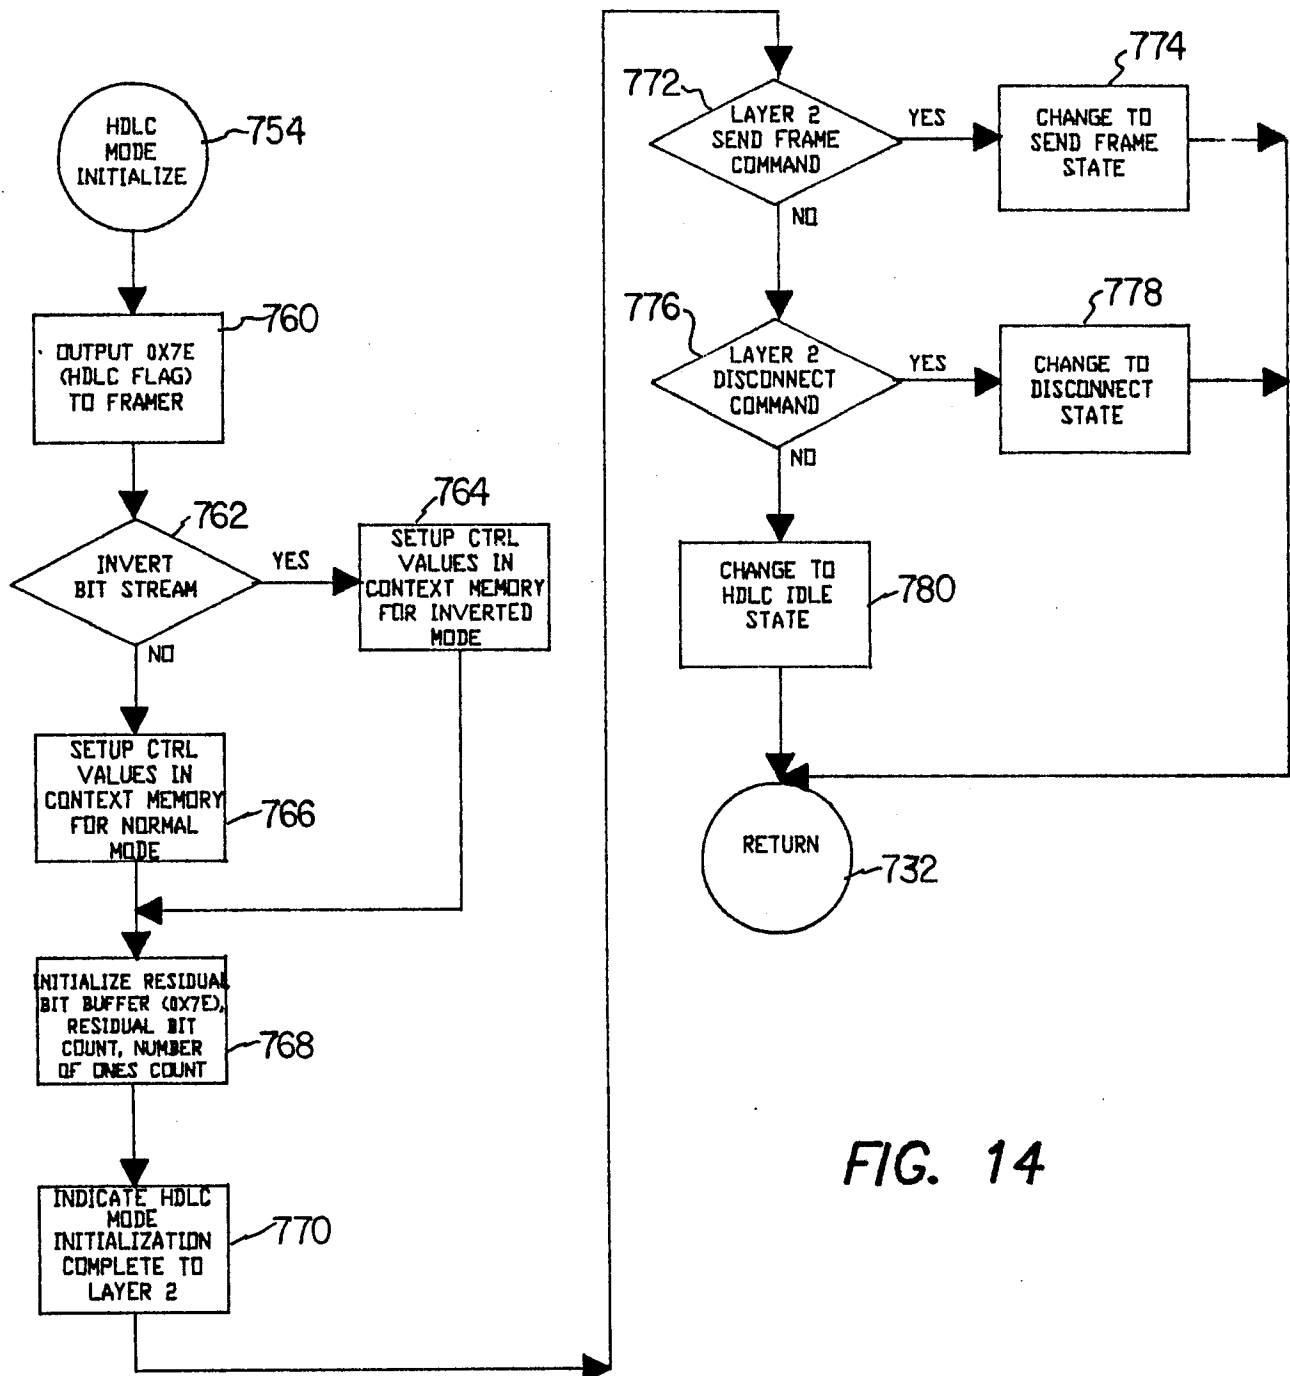 HDLC
MODE
INITIALIZE
754
760
OUTPUT 0X7E
(HDLC FLAG)
TO FRAMER
762
INVERT
BIT STREAM
YES
NO
764
SETUP CTRL
VALUES IN
CONTEXT MEMORY
FOR INVERTED
MODE
SETUP CTRL
VALUES IN
CONTEXT MEMORY
FOR NORMAL
MODE
766
INITIALIZE RESIDUAL
BIT BUFFER (0X7E),
RESIDUAL BIT
COUNT, NUMBER
OF ONES COUNT
768
INDICATE HDLC
MODE
INITIALIZATION
COMPLETE TO
LAYER 2
770
772
LAYER 2
SEND FRAME
COMMAND
YES
NO
774
CHANGE TO
SEND FRAME
STATE
776
LAYER 2
DISCONNECT
COMMAND
YES
NO
778
CHANGE TO
DISCONNECT
STATE
CHANGE TO
HDLC IDLE
STATE
780
RETURN
732
FIG. 14